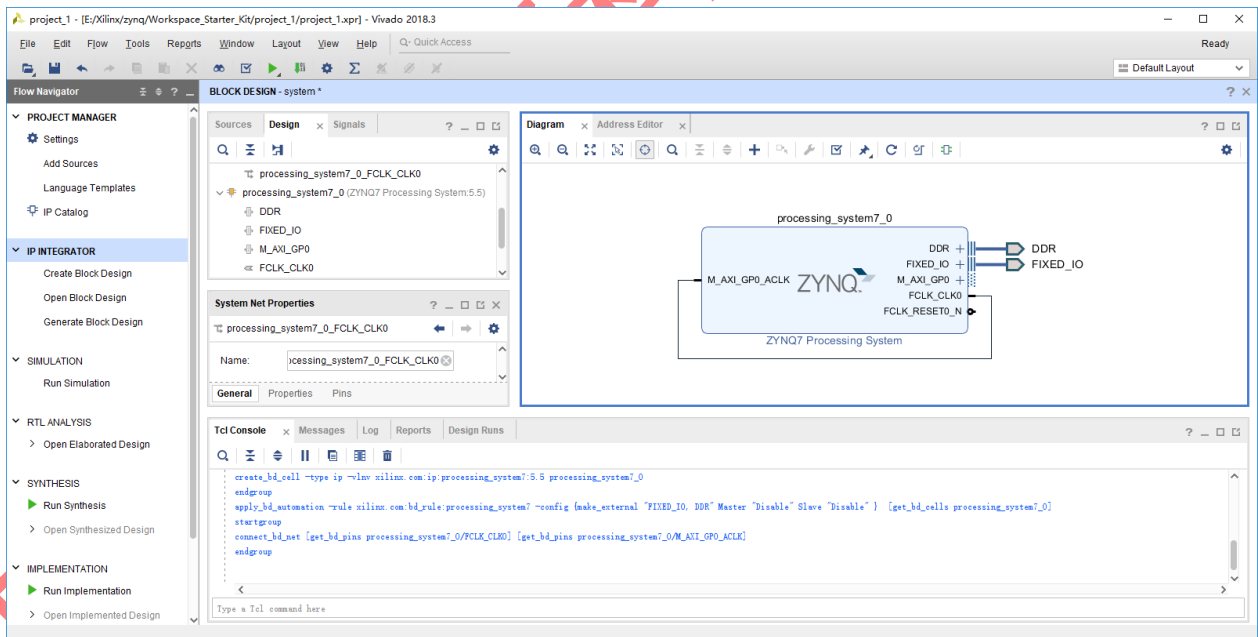 project_1 - [E:/Xilinx/zynq/Workspace_Starter_Kit/project_1/project_1.xpr] - Vivado 2018.3
File Edit Flow Tools Reports Window Layout View Help Q- Quick Access
Ready
Default Layout
Flow Navigator
PROJECT MANAGER
Settings
Add Sources
Language Templates
IP Catalog
IP INTEGRATOR
Create Block Design
Open Block Design
Generate Block Design
SIMULATION
Run Simulation
RTL ANALYSIS
Open Elaborated Design
SYNTHESIS
Run Synthesis
Open Synthesized Design
IMPLEMENTATION
Run Implementation
Open Implemented Design
BLOCK DESIGN - system *
Sources Design Signals
processing_system7_0_FCLK_CLK0
processing_system7_0 (ZYNQ7 Processing System:5.5)
DDR
FIXED_IO
M_AXI_GP0
FCLK_CLK0
System Net Properties
processing_system7_0_FCLK_CLK0
Name: ocessing_system7_0_FCLK_CLK0
General Properties Pins
Diagram Address Editor
processing_system7_0
M_AXI_GP0_ACLK
ZYNQ
DDR
FIXED_IO
M_AXI_GP0
FCLK_CLK0
FCLK_RESET0_N
ZYNQ7 Processing System
DDR
FIXED_IO
Tcl Console Messages Log Reports Design Runs
create_bd_cell -type ip -vlnv xilinx.com:ip:processing_system7:5.5 processing_system7_0
endgroup
apply_bd_automation -rule xilinx.com:bd_rule:processing_system7 -config {make_external "FIXED_IO, DDR" Master "Disable" Slave "Disable" } [get_bd_cells processing_system7_0]
startgroup
connect_bd_net [get_bd_pins processing_system7_0/FCLK_CLK0] [get_bd_pins processing_system7_0/M_AXI_GP0_ACLK]
endgroup
Type a Tcl command here